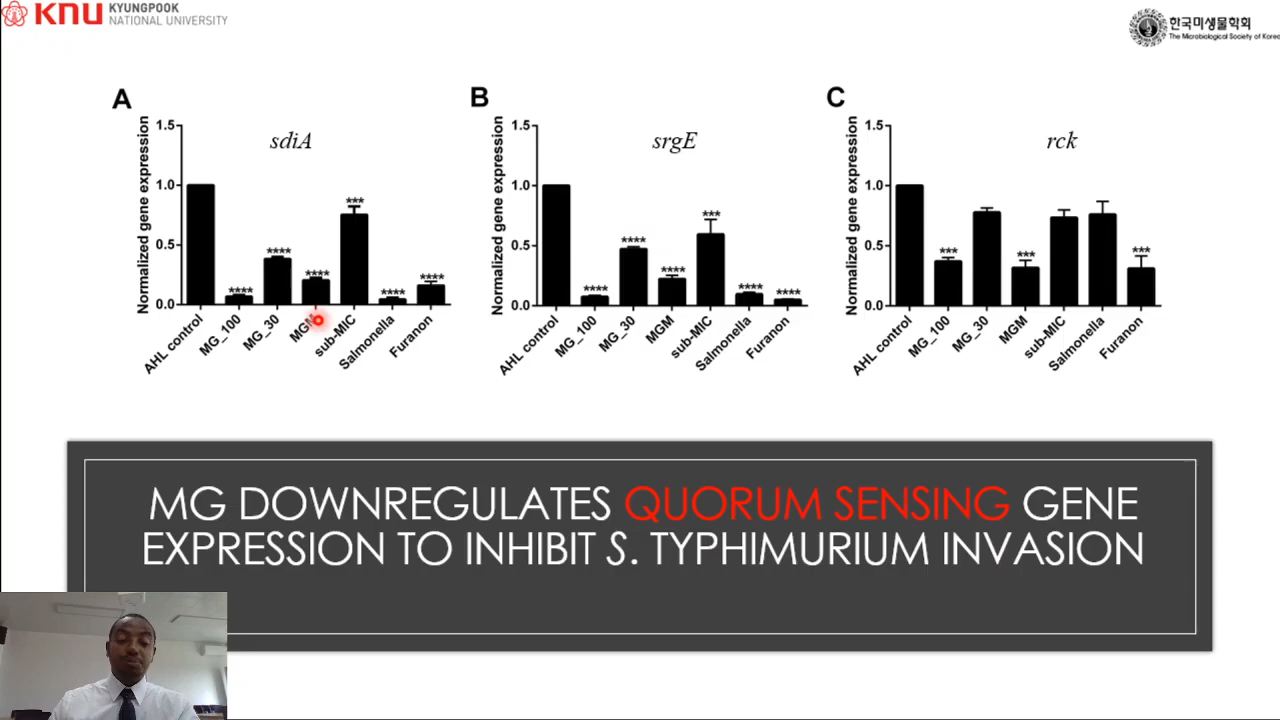 KNU KYUNGPOOK
NATIONAL UNIVERSITY
한국미생물학회
The Microbiological Society of Korea
A
Normalized gene expression
1.5
1.0
0.5
0.0
sdiA
****
****
****
***
****
****
AHL control
MG_100
MG_30
MGM
sub-MIC
Salmonella
Furanon
B
Normalized gene expression
1.5
1.0
0.5
0.0
srgE
****
****
****
***
****
****
AHL control
MG_100
MG_30
MGM
sub-MIC
Salmonella
Furanon
C
Normalized gene expression
1.5
1.0
0.5
0.0
rck
***
***
***
AHL control
MG_100
MG_30
MGM
sub-MIC
Salmonella
Furanon
MG DOWNREGULATES QUORUM SENSING GENE
EXPRESSION TO INHIBIT S. TYPHIMURIUM INVASION